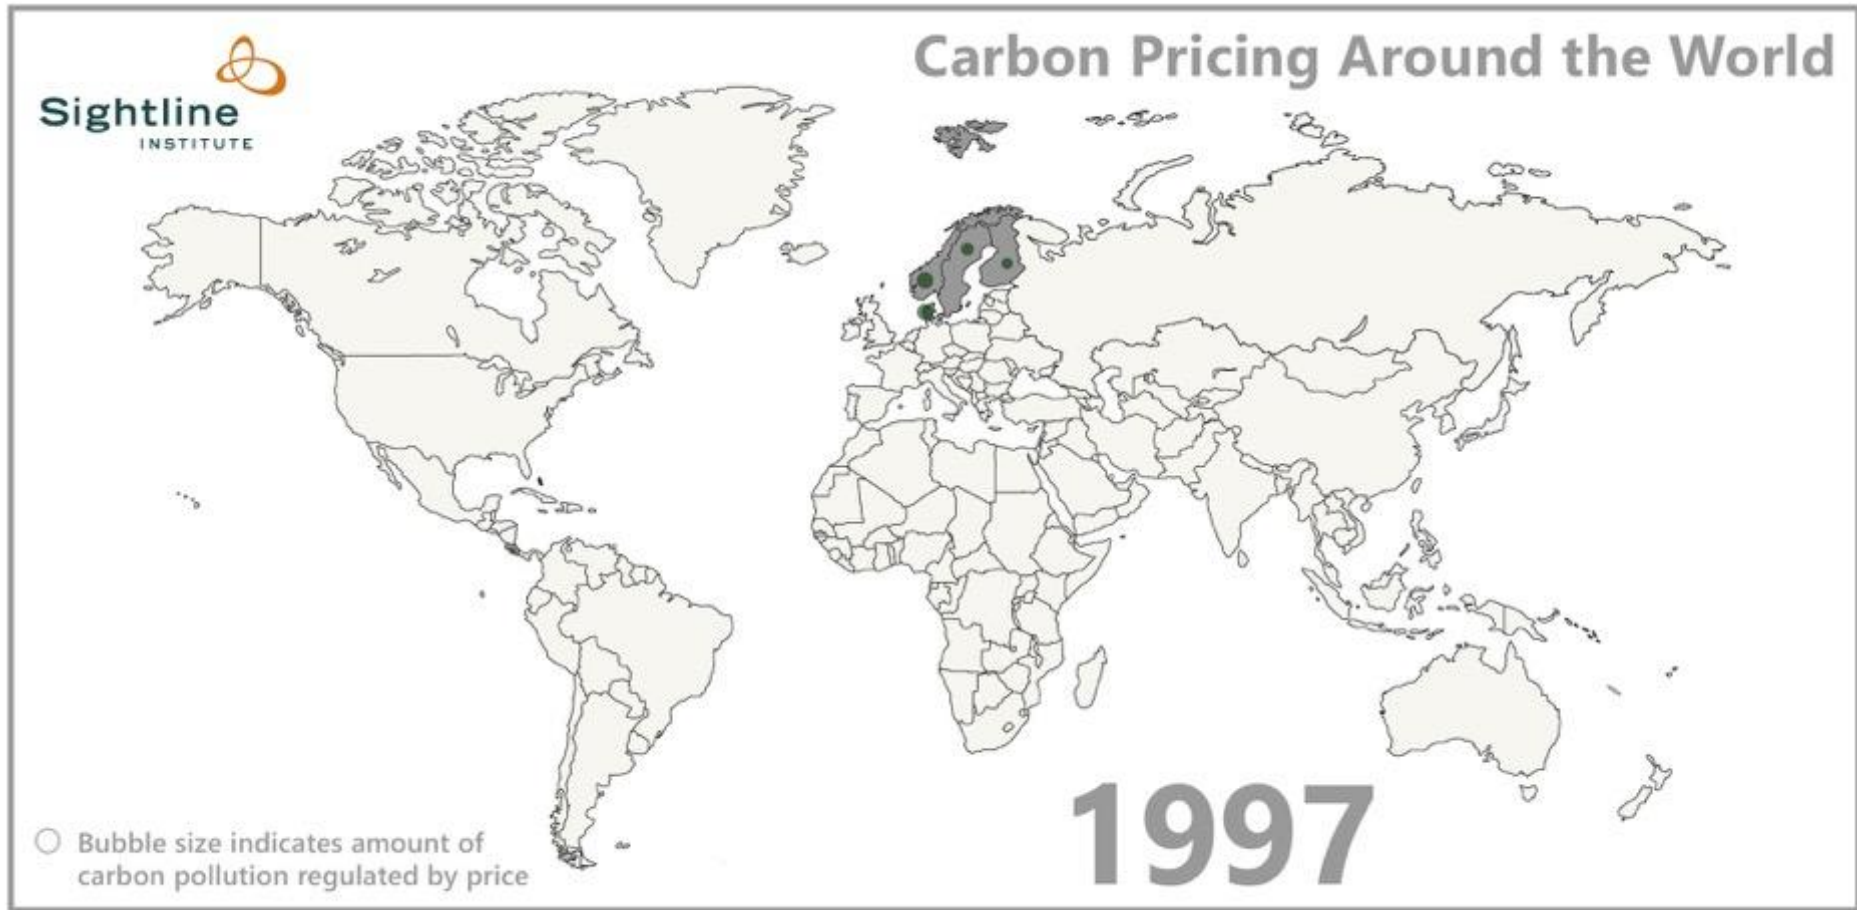 Carbon Pricing Around the World
Sightline
INSTITUTE
1997
Bubble size indicates amount of
carbon pollution regulated by price